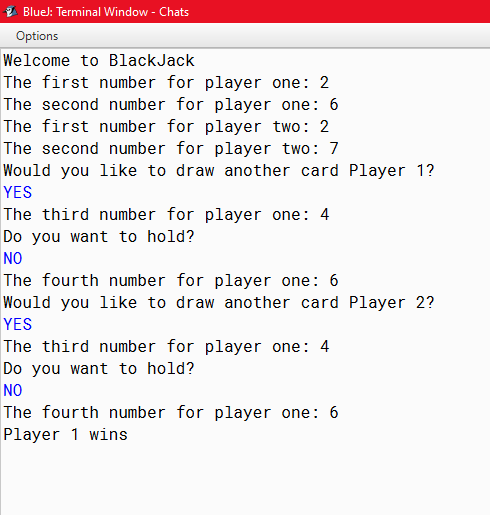 BlueJ: Terminal Window - Chats
Options
Welcome to BlackJack
The first number for player one: 2
The second number for player one: 6
The first number for player two: 2
The second number for player two: 7
Would you like to draw another card Player 1?
YES
The third number for player one: 4
Do you want to hold?
NO
The fourth number for player one: 6
Would you like to draw another card Player 2?
YES
The third number for player one: 4
Do you want to hold?
NO
The fourth number for player one: 6
Player 1 wins